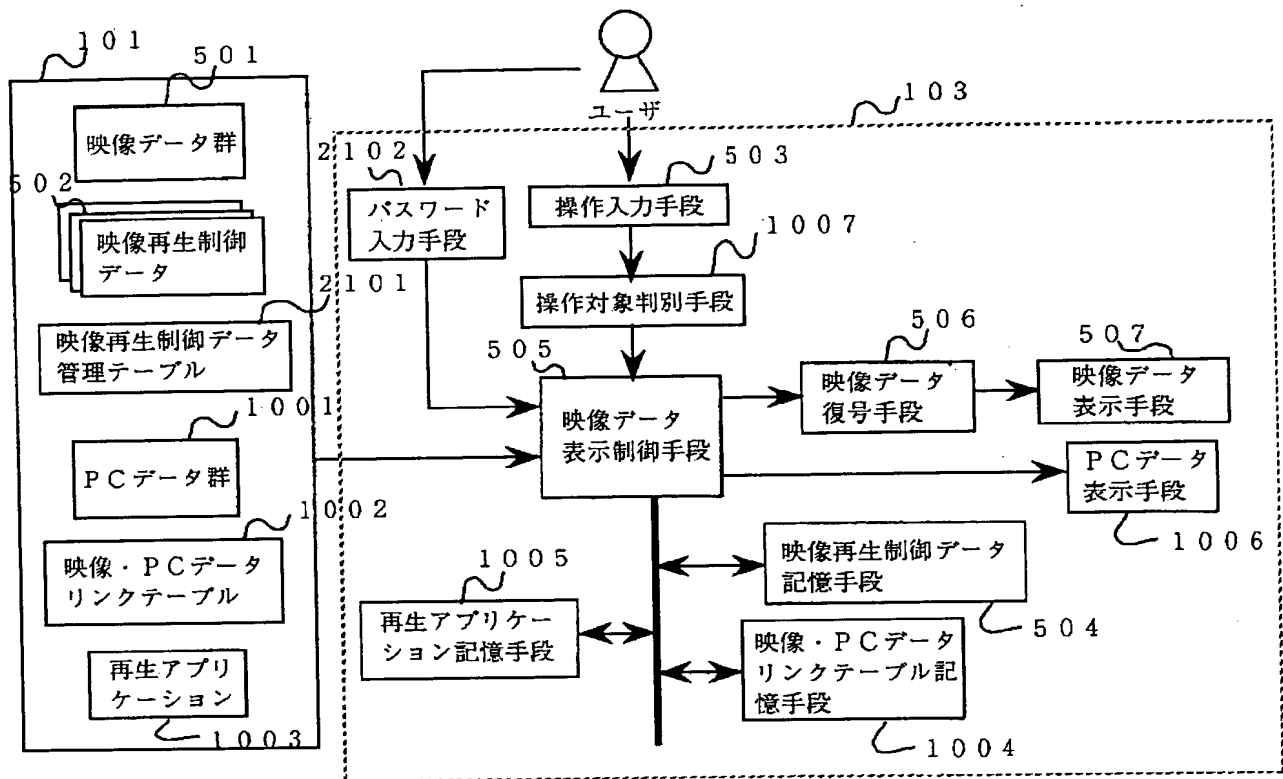 101
501
映像データ群
502
映像再生制御
データ
2101
映像再生制御データ
管理テーブル
1001
PCデータ群
1002
映像・PCデータ
リンクテーブル
再生アプリ
ケーション
1003
ユーザ
103
2102
パスワード
入力手段
503
操作入力手段
1007
操作対象判別手段
505
映像データ
表示制御手段
506
映像データ
復号手段
507
映像データ
表示手段
PCデータ
表示手段
1006
1005
再生アプリケー
ション記憶手段
映像再生制御データ
記憶手段
504
映像・PCデータ
リンクテーブル記
憶手段
1004